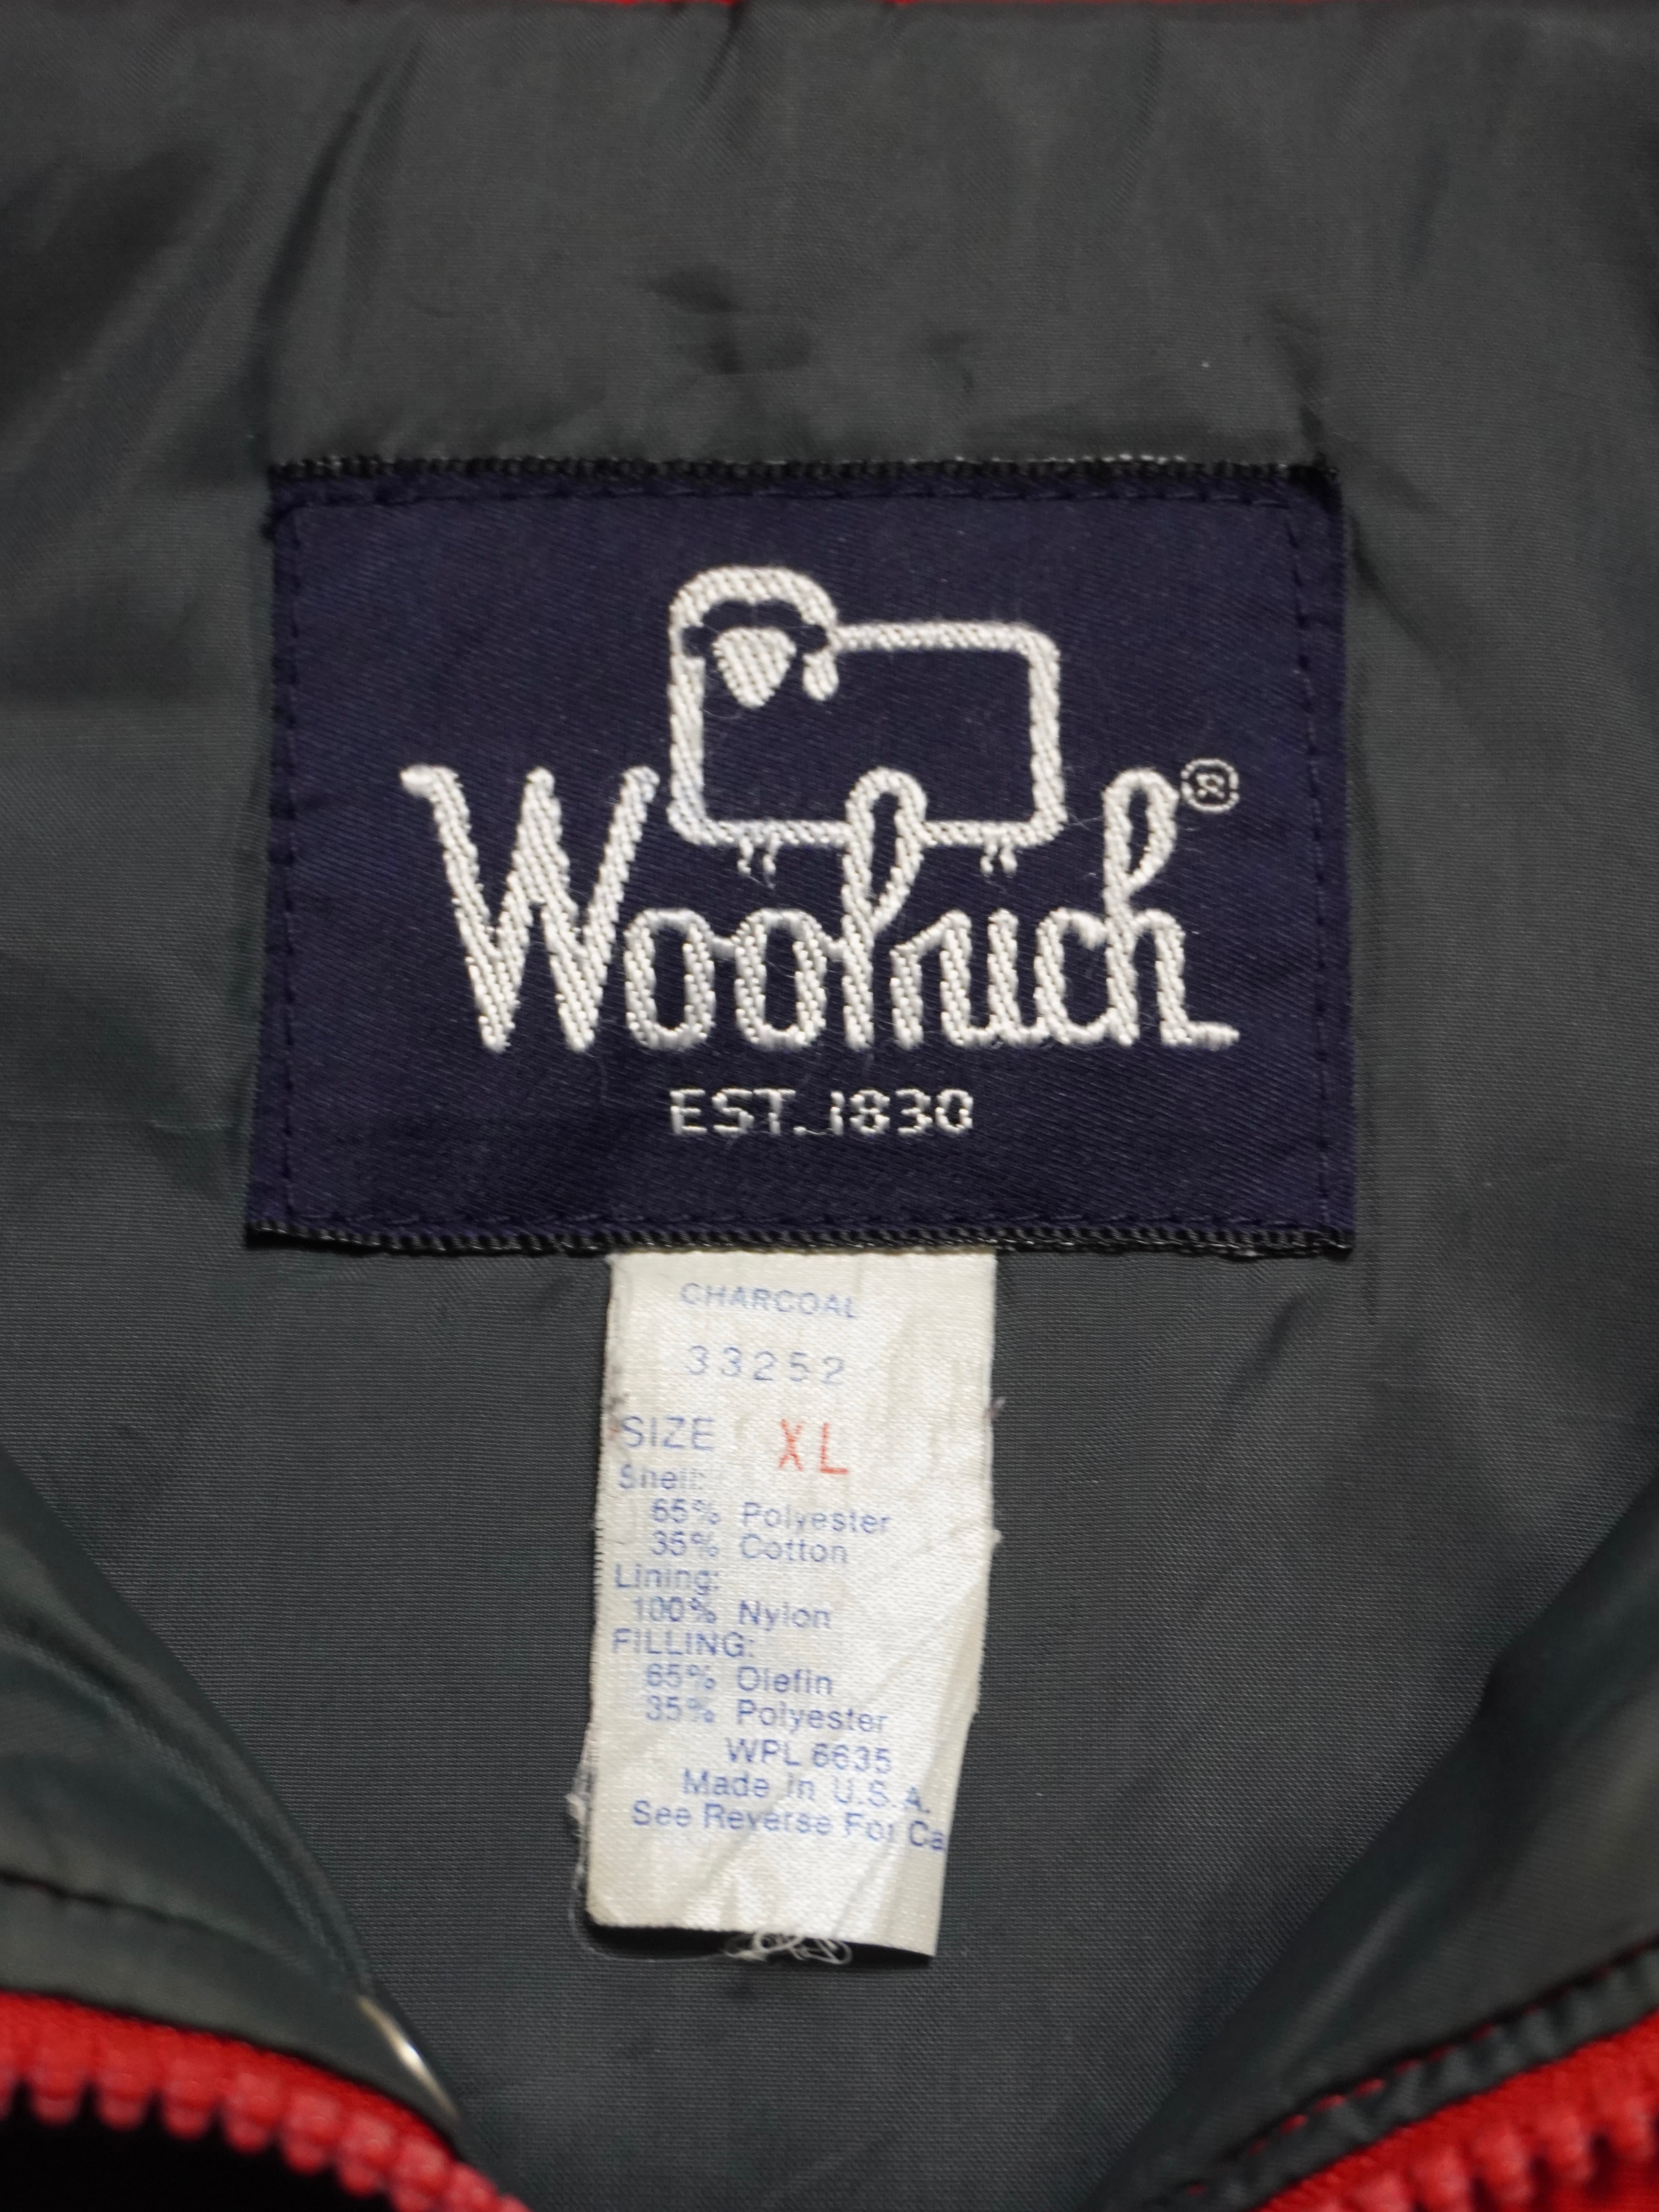 Woolrich®
EST. 1830
CHARCOAL
33252
SIZE XL
Shell:
65% Polyester
35% Cotton
Lining:
100% Nylon
FILLING:
65% Olefin
35% Polyester
WPL 6635
Made in U.S.A.
See Reverse For Ca